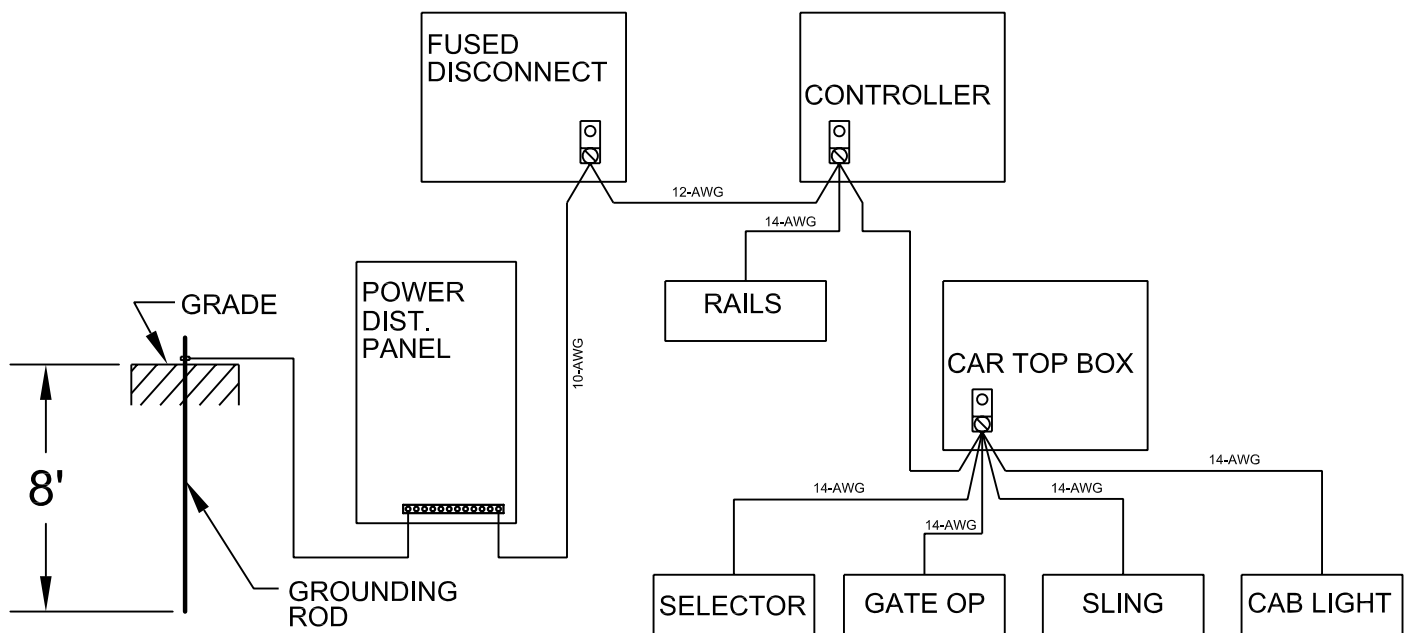 FUSED
DISCONNECT
CONTROLLER
12-AWG
14-AWG
RAILS
GRADE
POWER
DIST.
PANEL
10-AWG
CAR TOP BOX
8'
14-AWG
14-AWG
14-AWG
14-AWG
GROUNDING
ROD
SELECTOR
GATE OP
SLING
CAB LIGHT